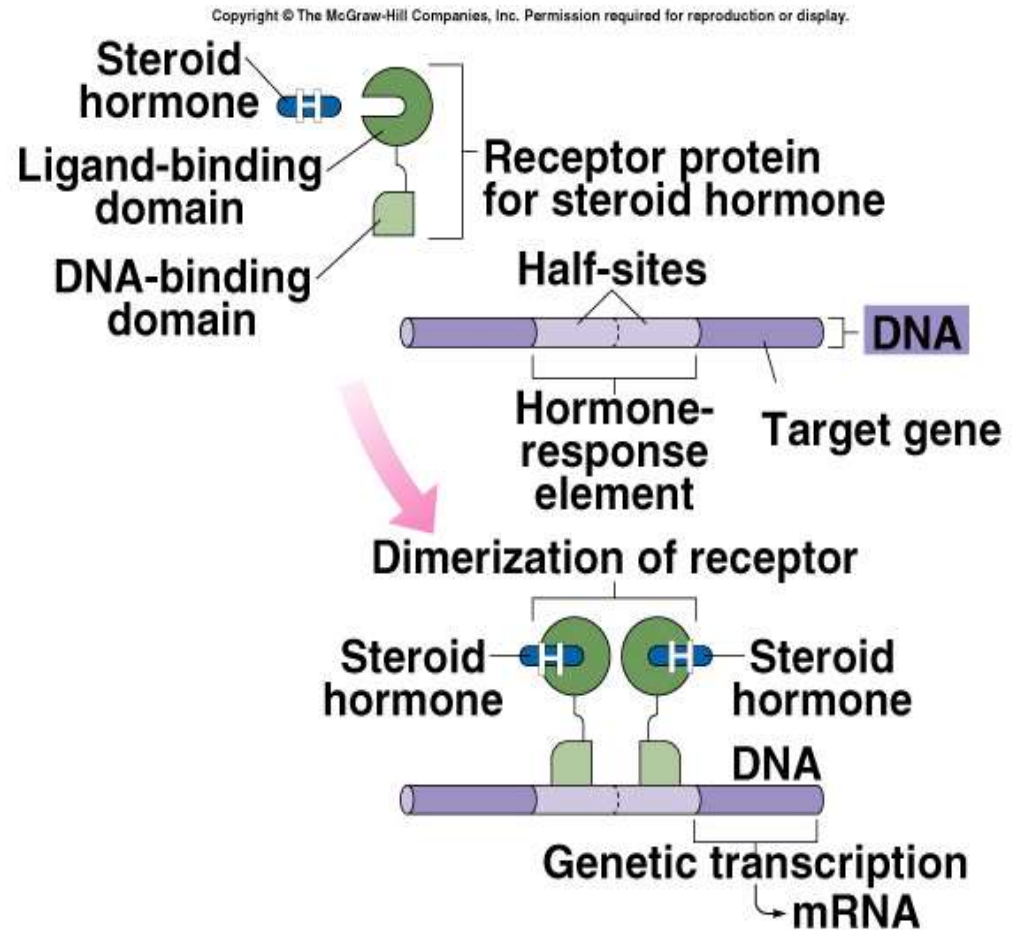 Copyright © The McGraw-Hill Companies, Inc. Permission required for reproduction or display.
Steroid
hormone
H
Ligand-binding
domain
Receptor protein
for steroid hormone
DNA-binding
domain
Half-sites
DNA
Hormone-
response
element
Target gene
Dimerization of receptor
Steroid
hormone
H
H
Steroid
hormone
DNA
Genetic transcription
mRNA